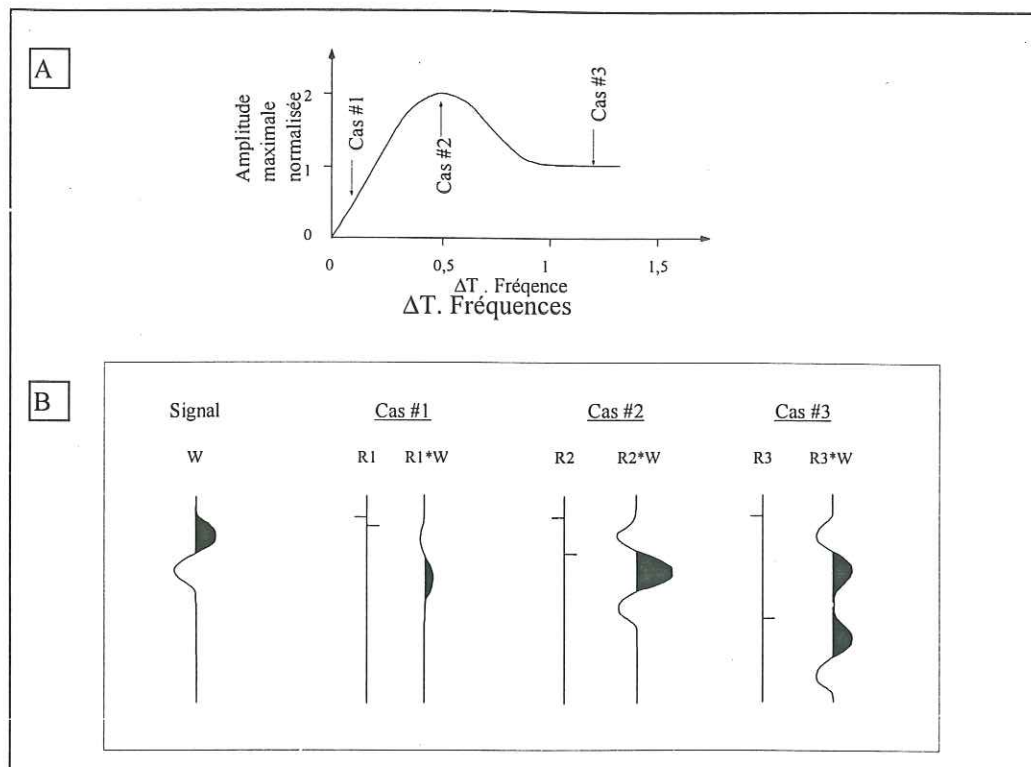 A
Amplitude
maximale
normalisée
2
1
0
Cas #1
Cas #2
Cas #3
0
0,5
1
1,5
ΔT . Fréqence
ΔT. Fréquences
B
Signal
Cas #1
Cas #2
Cas #3
W
R1
R1*W
R2
R2*W
R3
R3*W